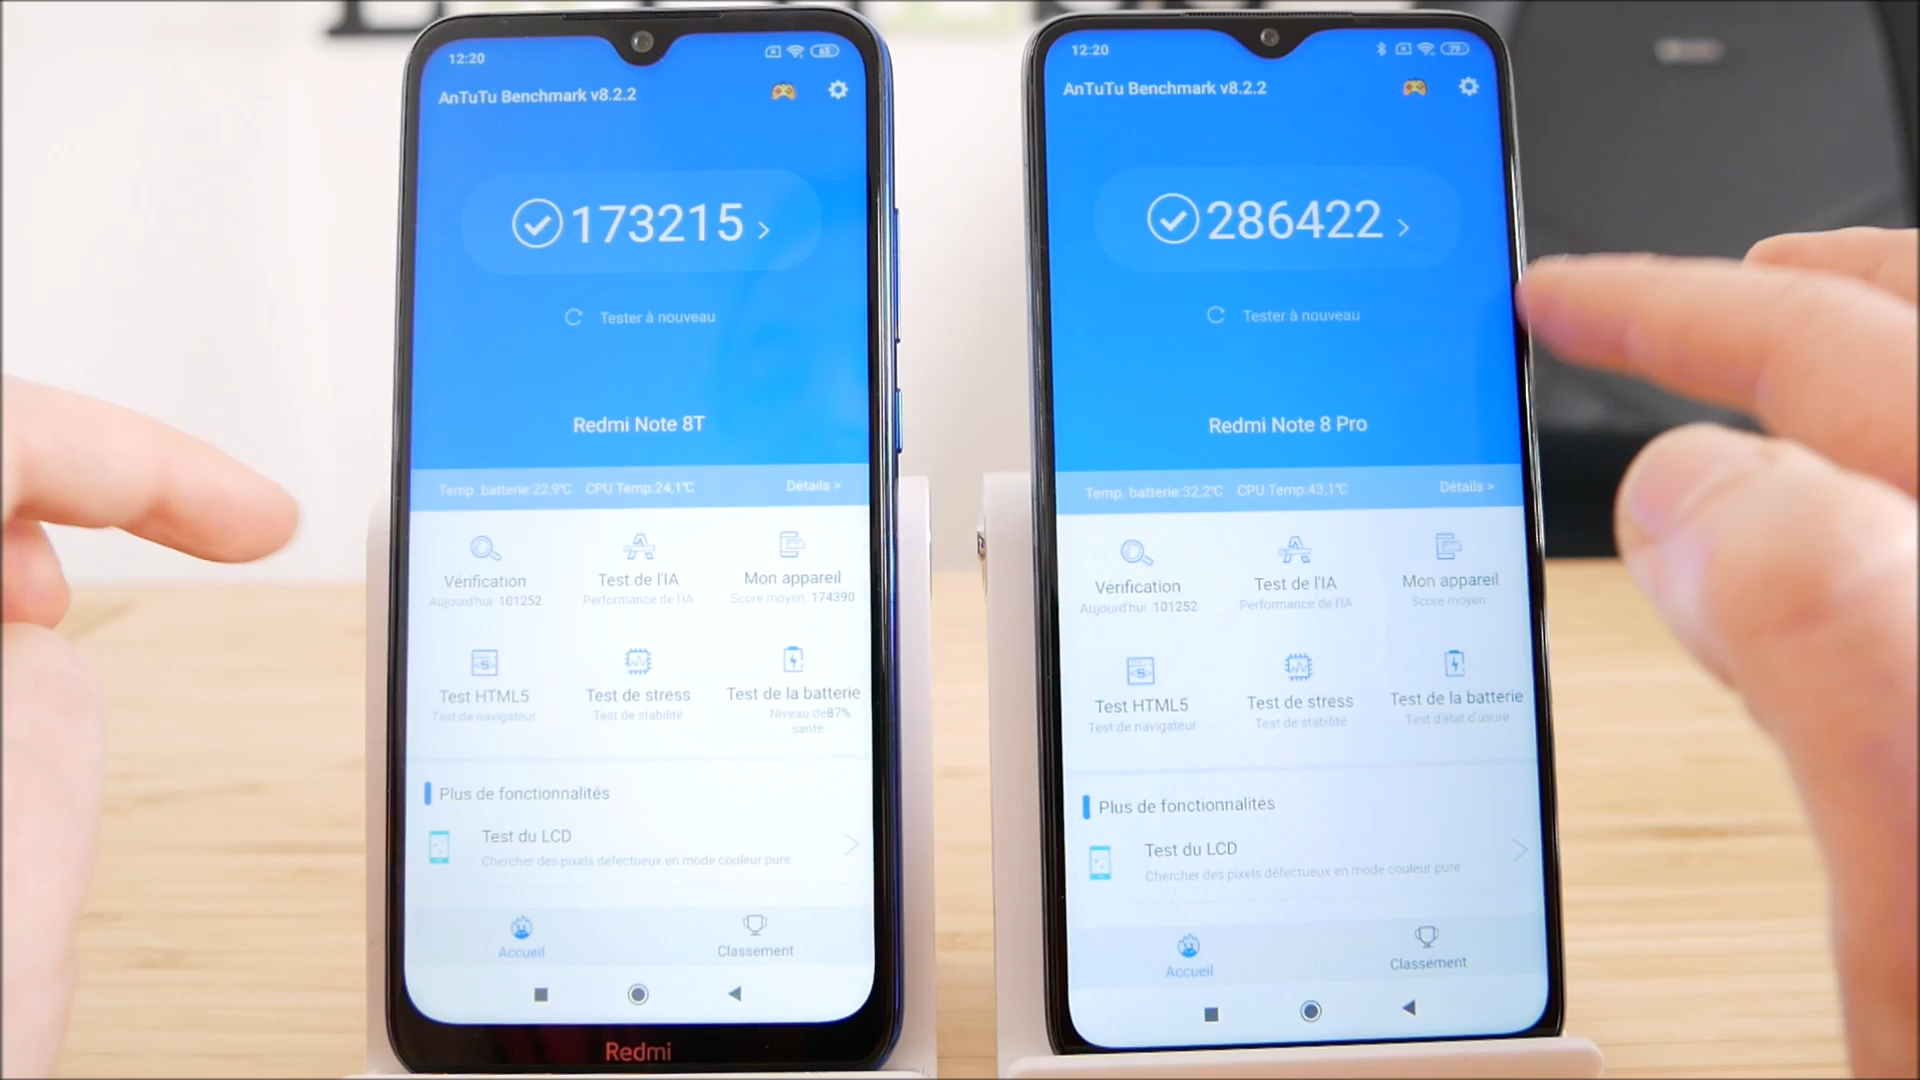 12:20
63
AnTuTu Benchmark v8.2.2
173215 >
Tester à nouveau
Redmi Note 8T
Temp. batterie:22,9℃ CPU Temp:24,1℃ Détails >
Vérification
Aujourd'hui 101252
Test de l'IA
Performance de l'IA
Mon appareil
Score moyen 174390
Test HTML5
Test de navigateur
Test de stress
Test de stabilité
Test de la batterie
Niveau de87%
santé
Plus de fonctionnalités
Test du LCD
Chercher des pixels défectueux en mode couleur pure
Accueil
Classement
Redmi
12:20
79
AnTuTu Benchmark v8.2.2
286422 >
Tester à nouveau
Redmi Note 8 Pro
Temp. batterie:32,2℃ CPU Temp:43,1℃ Détails >
Vérification
Aujourd'hui 101252
Test de l'IA
Performance de l'IA
Mon appareil
Score moyen
Test HTML5
Test de navigateur
Test de stress
Test de stabilité
Test de la batterie
Test d'état d'usure
Plus de fonctionnalités
Test du LCD
Chercher des pixels défectueux en mode couleur pure
Accueil
Classement